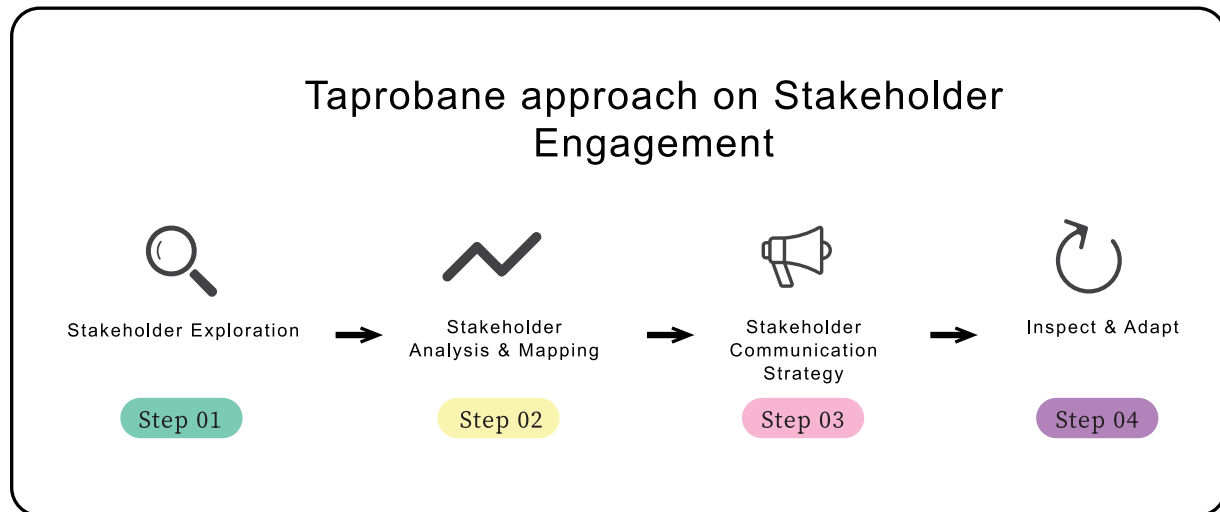 Taprobane approach on Stakeholder
Engagement
Stakeholder Exploration
Stakeholder
Analysis & Mapping
Stakeholder
Communication
Strategy
Inspect & Adapt
Step 01
Step 02
Step 03
Step 04